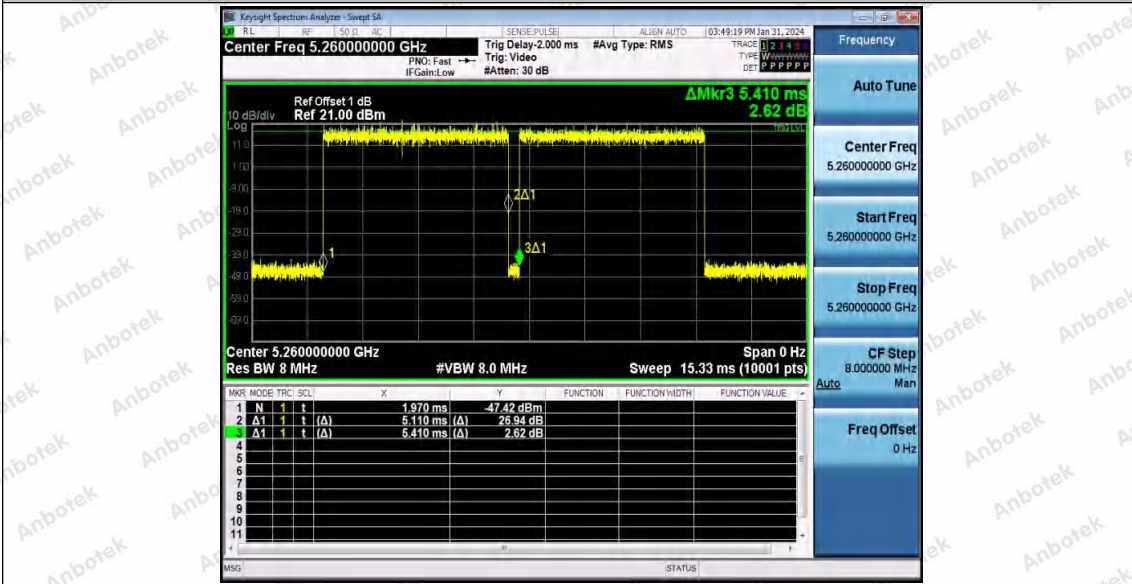 Keysight Spectrum Analyzer - Swept SA
RL RF 50 Ω AC SENSE:PULSE ALIGN AUTO 03:49:19 PM Jan 31, 2024
Center Freq 5.260000000 GHz
PNO: Fast
IFGain:Low
Trig Delay-2.000 ms
Trig: Video
#Atten: 30 dB
#Avg Type: RMS
TRACE 1 2 3 4 5 6
TYPE W
DET P P P P P P
Ref Offset 1 dB
10 dB/div Ref 21.00 dBm
Log
ΔMkr3 5.410 ms
2.62 dB
TRIG LVL
11.0
1.00
-9.00
-19.0
-29.0
-39.0
-49.0
-59.0
-69.0
1
2Δ1
3Δ1
Center 5.260000000 GHz Span 0 Hz
Res BW 8 MHz #VBW 8.0 MHz Sweep 15.33 ms (10001 pts)
MKR MODE TRC SCL X Y FUNCTION FUNCTION WIDTH FUNCTION VALUE
1 N 1 t 1.970 ms -47.42 dBm
2 Δ1 1 t (Δ) 5.110 ms (Δ) 26.94 dB
3 Δ1 1 t (Δ) 5.410 ms (Δ) 2.62 dB
4
5
6
7
8
9
10
11
MSG STATUS
Frequency
Auto Tune
Center Freq
5.260000000 GHz
Start Freq
5.260000000 GHz
Stop Freq
5.260000000 GHz
CF Step
8.000000 MHz
Auto Man
Freq Offset
0 Hz
Anbotek